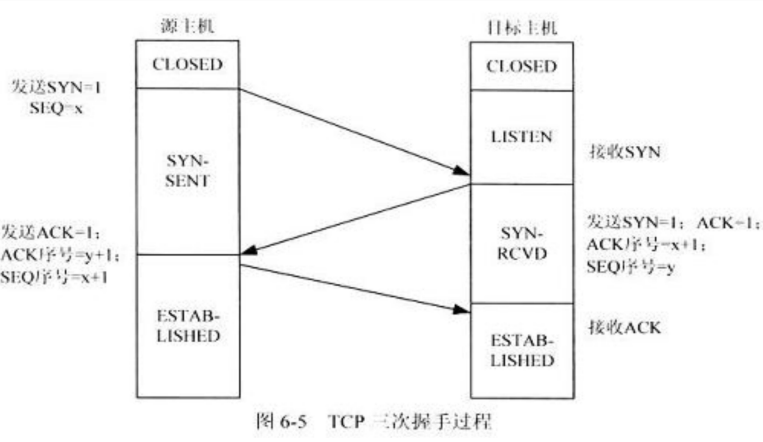 源主机
目标主机
CLOSED
CLOSED
发送SYN=1
SEQ=x
LISTEN
接收SYN
SYN-
SENT
发送ACK=1;
ACK序号=y+1;
SEQ序号=x+1
SYN-
RCVD
发送SYN=1; ACK=1;
ACK序号=x+1;
SEQ序号=y
ESTAB-
LISHED
ESTAB-
LISHED
接收ACK
图 6-5 TCP 三次握手过程